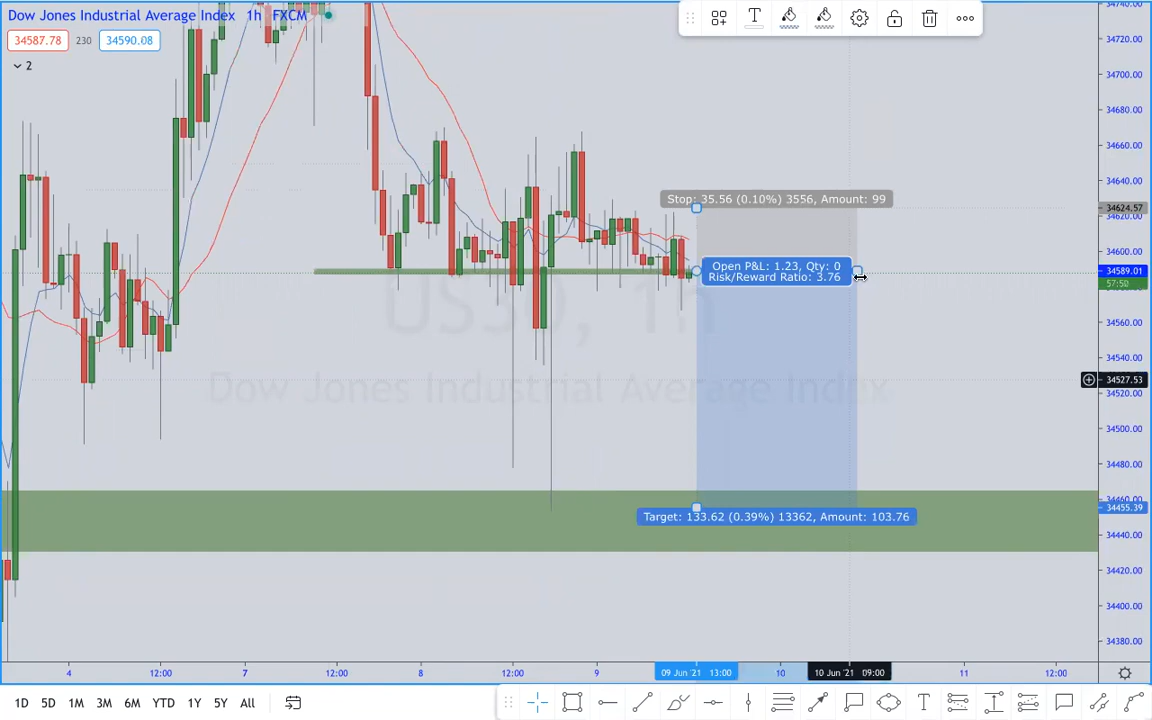 Dow Jones Industrial Average Index 1h FXCM
34587.78 230 34590.08
2
T
US30, 1h
Dow Jones Industrial Average Index
Stop: 35.56 (0.10%) 3556, Amount: 99
Open P&L: 1.23, Qty: 0
Risk/Reward Ratio: 3.76
Target: 133.62 (0.39%) 13362, Amount: 103.76
34740.00
34720.00
34700.00
34680.00
34660.00
34640.00
34624.57
34620.00
34600.00
34589.01
57:50
34560.00
34540.00
34527.53
34520.00
34500.00
34480.00
34460.00
34455.39
34440.00
34420.00
34400.00
34380.00
4 12:00 7 12:00 8 12:00 9 09 Jun '21 13:00 10 10 Jun '21 09:00 11 12:00
1D 5D 1M 3M 6M YTD 1Y 5Y All
T